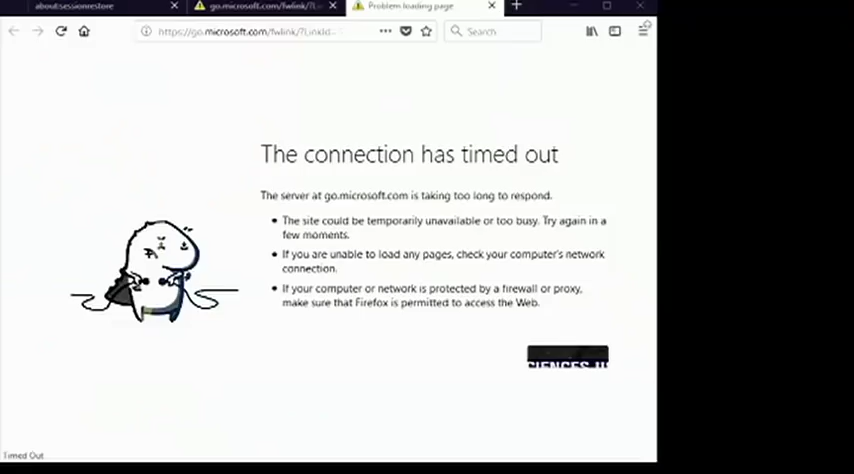 about:sessionrestore
go.microsoft.com/fwlink/?Li
Problem loading page
https://go.microsoft.com/fwlink/?LinkId...
Search
The connection has timed out
The server at go.microsoft.com is taking too long to respond.
The site could be temporarily unavailable or too busy. Try again in a
few moments.
If you are unable to load any pages, check your computer's network
connection.
If your computer or network is protected by a firewall or proxy,
make sure that Firefox is permitted to access the Web.
Timed Out